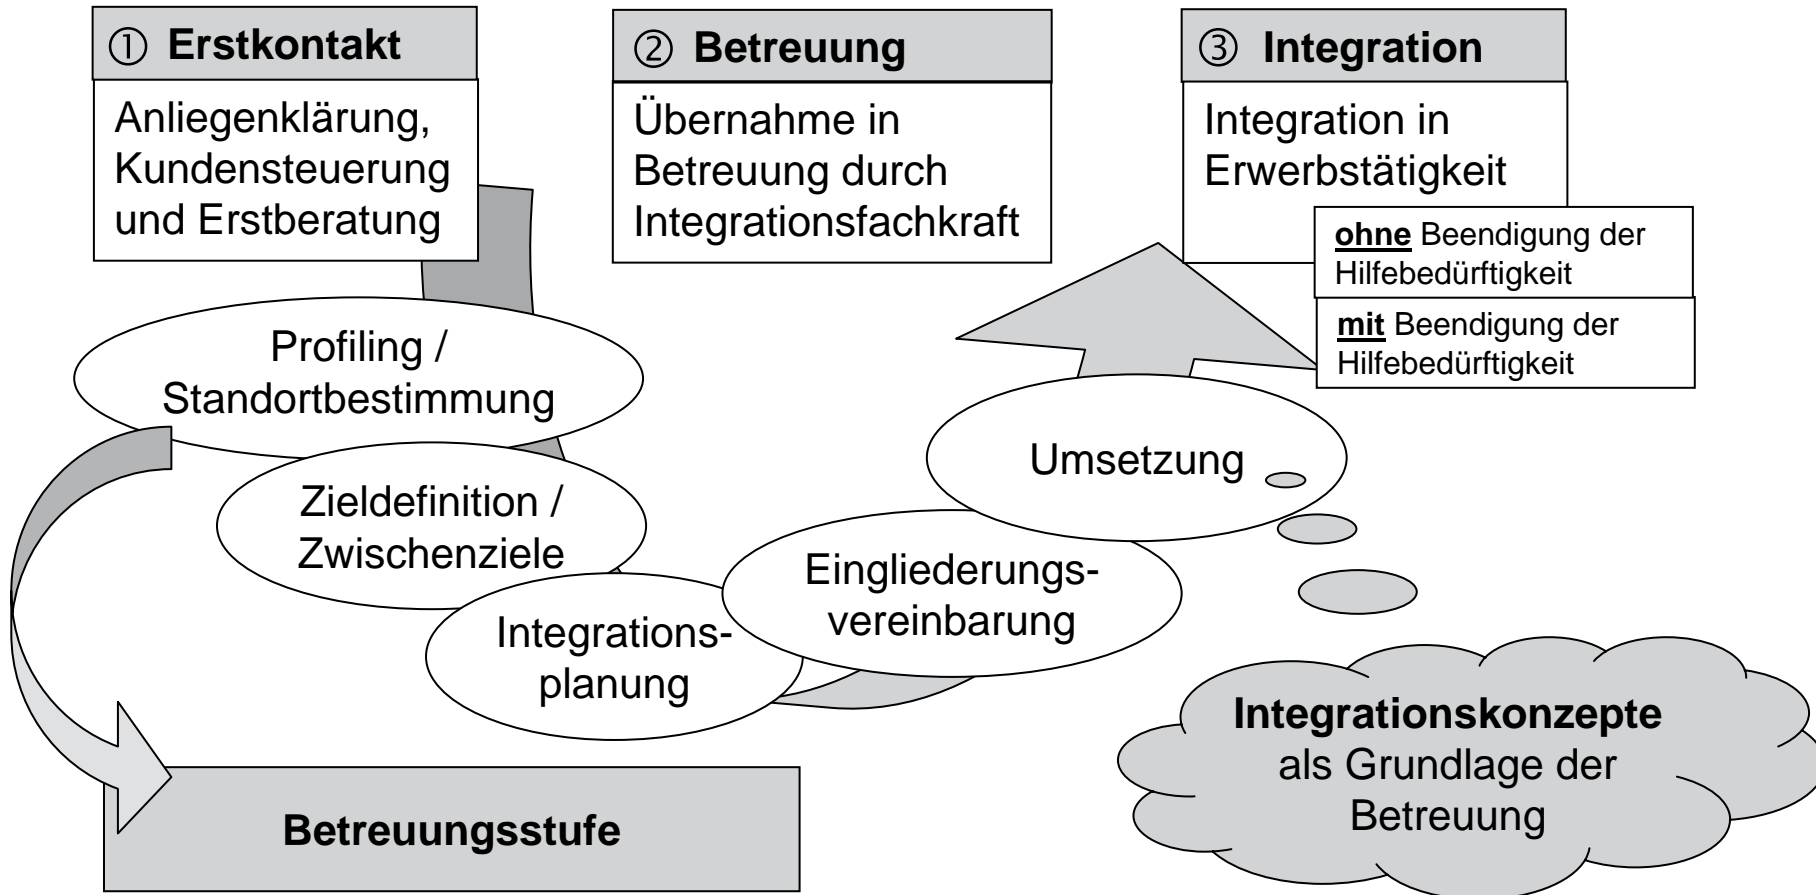 ① Erstkontakt
Anliegenklärung,
Kundensteuerung
und Erstberatung
② Betreuung
Übernahme in
Betreuung durch
Integrationsfachkraft
③ Integration
Integration in
Erwerbstätigkeit
ohne Beendigung der
Hilfebedürftigkeit
mit Beendigung der
Hilfebedürftigkeit
Profiling /
Standortbestimmung
Zieldefinition /
Zwischenziele
Integrations-
planung
Eingliederungs-
vereinbarung
Umsetzung
Betreuungsstufe
Integrationskonzepte
als Grundlage der
Betreuung